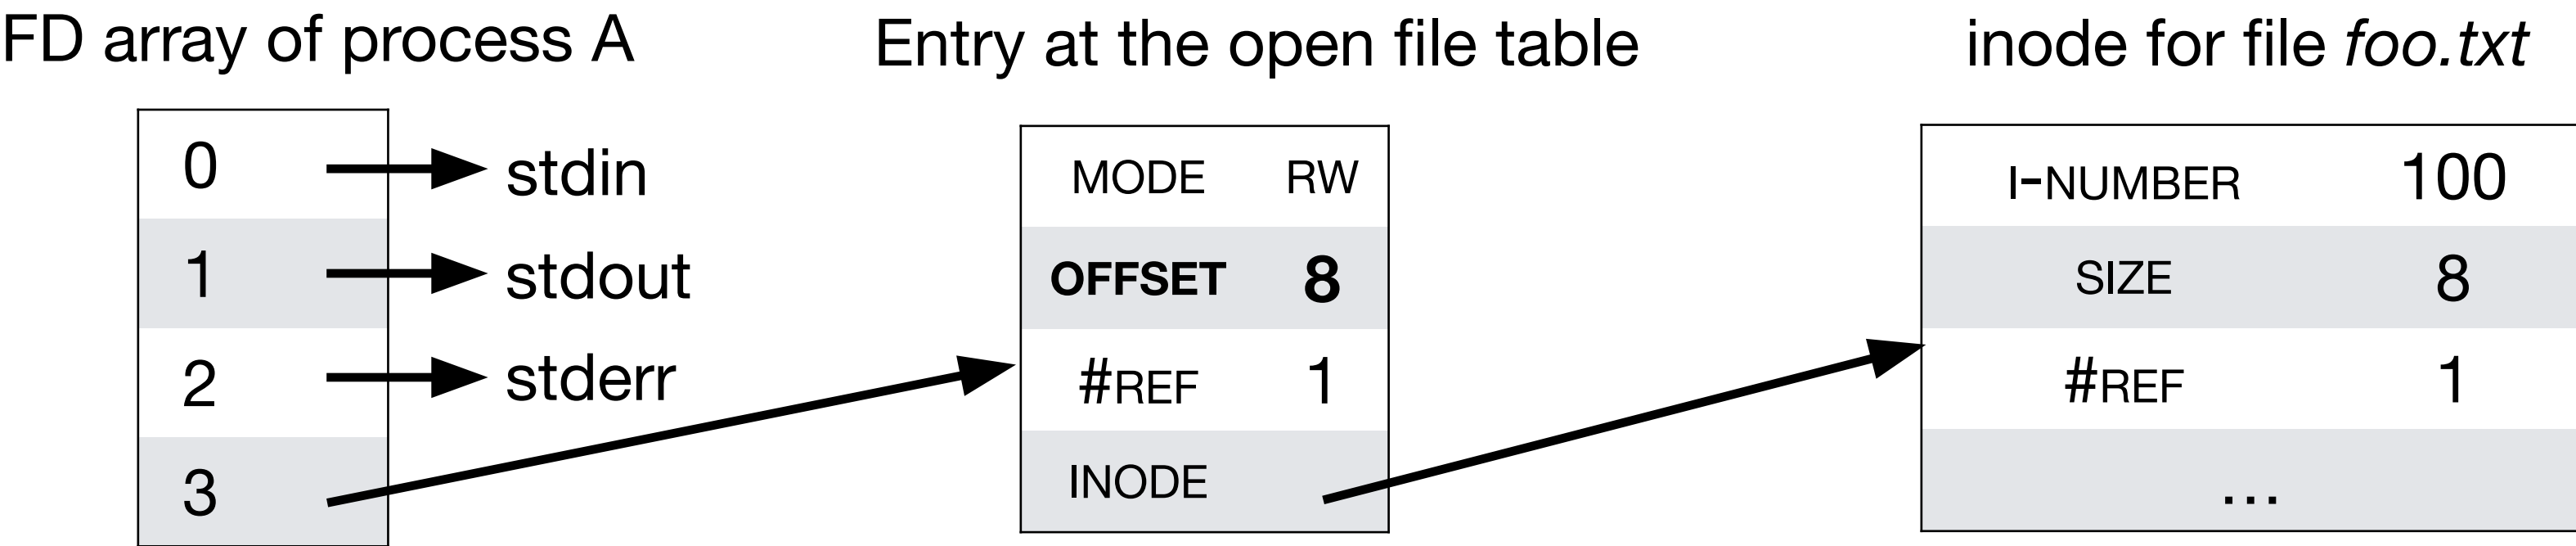 FD array of process A
0 stdin
1 stdout
2 stderr
3
Entry at the open file table
MODE RW
OFFSET 8
#REF 1
INODE
inode for file foo.txt
I-NUMBER 100
SIZE 8
#REF 1
...